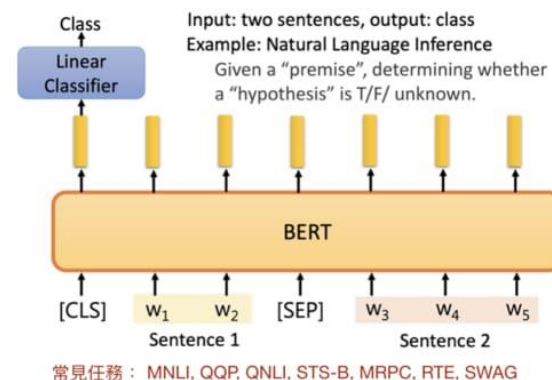 Class
Linear
Classifier
Input: two sentences, output: class
Example: Natural Language Inference
Given a “premise”, determining whether
a “hypothesis” is T/F/ unknown.
BERT
[CLS] w₁ w₂ [SEP] w₃ w₄ w₅
Sentence 1 Sentence 2
常見任務： MNLI, QQP, QNLI, STS-B, MRPC, RTE, SWAG